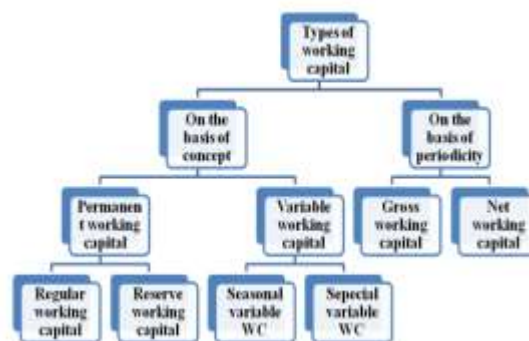 Types of
working
capital
On the
basis of
concept
On the
basis of
periodicity
Permanen
t working
capital
Variable
working
capital
Gross
working
capital
Net
working
capital
Regular
working
capital
Reserve
working
capital
Seasonal
variable
WC
Sepecial
variable
WC